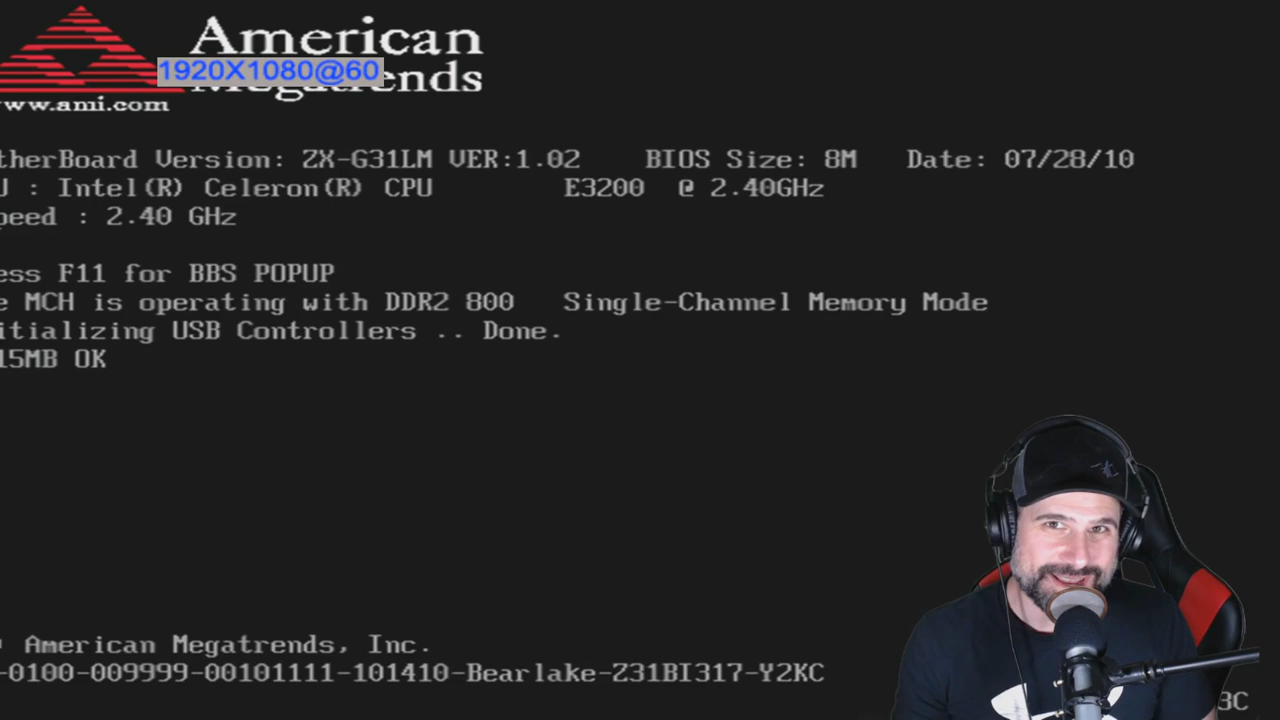 American
1920X1080@60
Megatrends
www.ami.com
therBoard Version: ZX-G31LM VER:1.02 BIOS Size: 8M Date: 07/28/10
U : Intel(R) Celeron(R) CPU E3200 @ 2.40GHz
peed : 2.40 GHz
ess F11 for BBS POPUP
e MCH is operating with DDR2 800 Single-Channel Memory Mode
itializing USB Controllers .. Done.
15MB OK
American Megatrends, Inc.
-0100-009999-00101111-101410-Bearlake-Z31BI317-Y2KC
3C